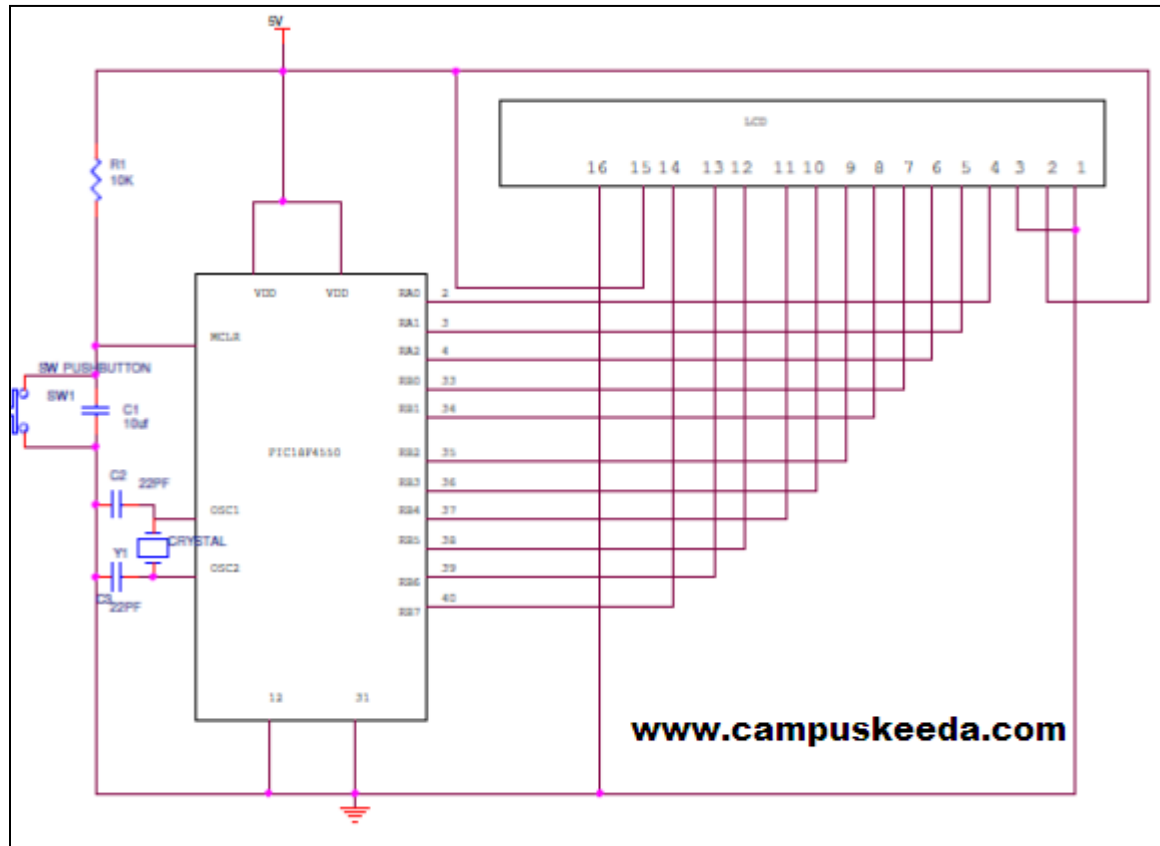 5V
LCD
16 15 14 13 12 11 10 9 8 7 6 5 4 3 2 1
R1
10K
VDD VDD
RA0 2
RA1 3
MCLR
RA2 4
SW PUSHBUTTON
RB0 33
SW1
C1
10uf
RB1 34
PIC18F4550
RB2 35
C2
22PF
RB3 36
OSC1
RB4 37
CRYSTAL
RB5 38
Y1
OSC2
RB6 39
C3
22PF
RB7 40
12 31
www.campuskeeda.com